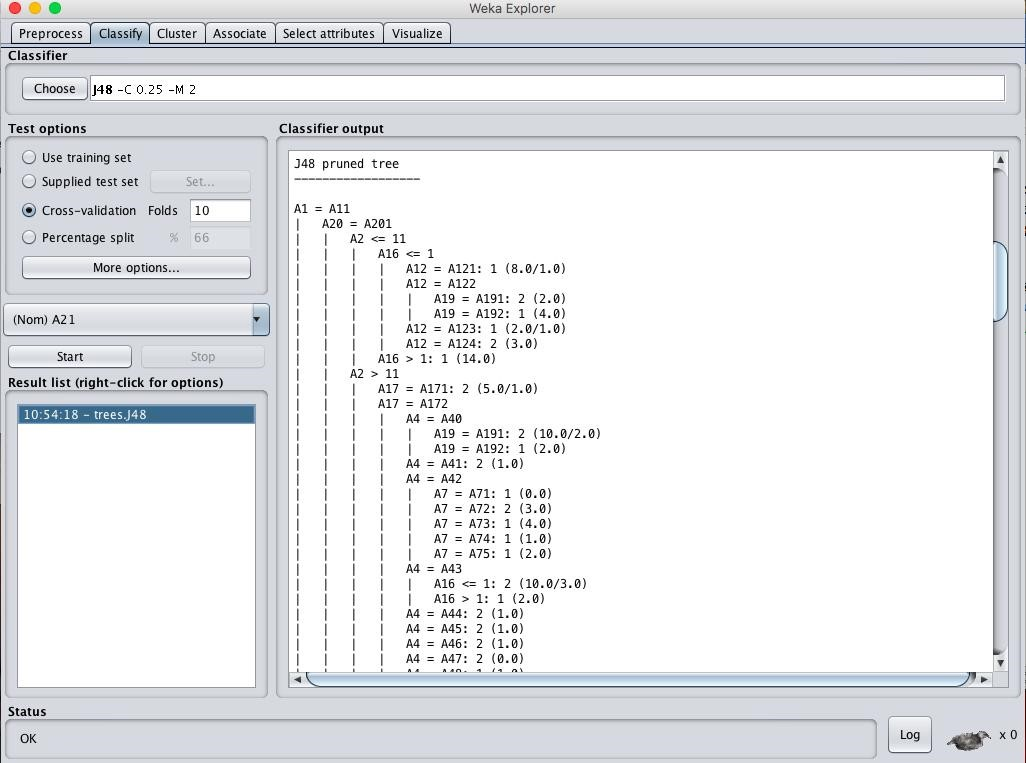 Weka Explorer
Preprocess Classify Cluster Associate Select attributes Visualize
Classifier
Choose J48 -C 0.25 -M 2
Test options
Use training set
Supplied test set Set...
Cross-validation Folds 10
Percentage split % 66
More options...
(Nom) A21
Start Stop
Result list (right-click for options)
10:54:18 - trees.J48
Classifier output
J48 pruned tree
------------------
A1 = A11
|   A20 = A201
|   |   A2 <= 11
|   |   |   A16 <= 1
|   |   |   |   A12 = A121: 1 (8.0/1.0)
|   |   |   |   A12 = A122
|   |   |   |   |   A19 = A191: 2 (2.0)
|   |   |   |   |   A19 = A192: 1 (4.0)
|   |   |   |   A12 = A123: 1 (2.0/1.0)
|   |   |   |   A12 = A124: 2 (3.0)
|   |   |   A16 > 1: 1 (14.0)
|   |   A2 > 11
|   |   |   A17 = A171: 2 (5.0/1.0)
|   |   |   A17 = A172
|   |   |   |   A4 = A40
|   |   |   |   |   A19 = A191: 2 (10.0/2.0)
|   |   |   |   |   A19 = A192: 1 (2.0)
|   |   |   |   A4 = A41: 2 (1.0)
|   |   |   |   A4 = A42
|   |   |   |   |   A7 = A71: 1 (0.0)
|   |   |   |   |   A7 = A72: 2 (3.0)
|   |   |   |   |   A7 = A73: 1 (4.0)
|   |   |   |   |   A7 = A74: 1 (1.0)
|   |   |   |   |   A7 = A75: 1 (2.0)
|   |   |   |   A4 = A43
|   |   |   |   |   A16 <= 1: 2 (10.0/3.0)
|   |   |   |   |   A16 > 1: 1 (2.0)
|   |   |   |   A4 = A44: 2 (1.0)
|   |   |   |   A4 = A45: 2 (1.0)
|   |   |   |   A4 = A46: 2 (1.0)
|   |   |   |   A4 = A47: 2 (0.0)
Status
OK
Log x 0